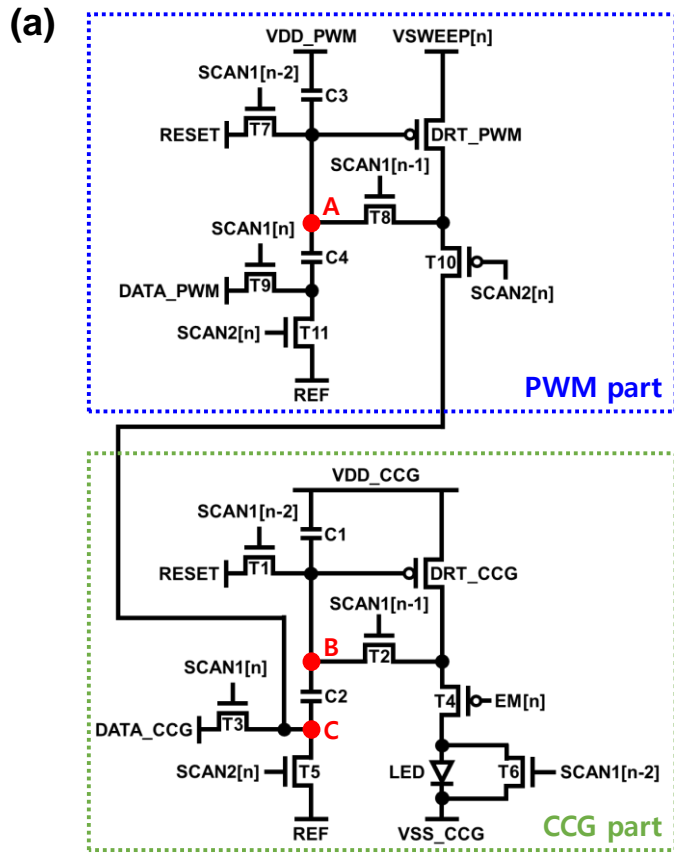 (a)
VDD_PWM
VSWEEP[n]
SCAN1[n-2]
C3
RESET
T7
DRT_PWM
SCAN1[n-1]
A
T8
SCAN1[n]
C4
T10
T9
DATA_PWM
SCAN2[n]
SCAN2[n]
T11
REF
PWM part
VDD_CCG
SCAN1[n-2]
C1
RESET
T1
DRT_CCG
SCAN1[n-1]
B
T2
SCAN1[n]
C2
T4
EM[n]
DATA_CCG
T3
C
SCAN2[n]
T5
LED
T6
SCAN1[n-2]
REF
VSS_CCG
CCG part